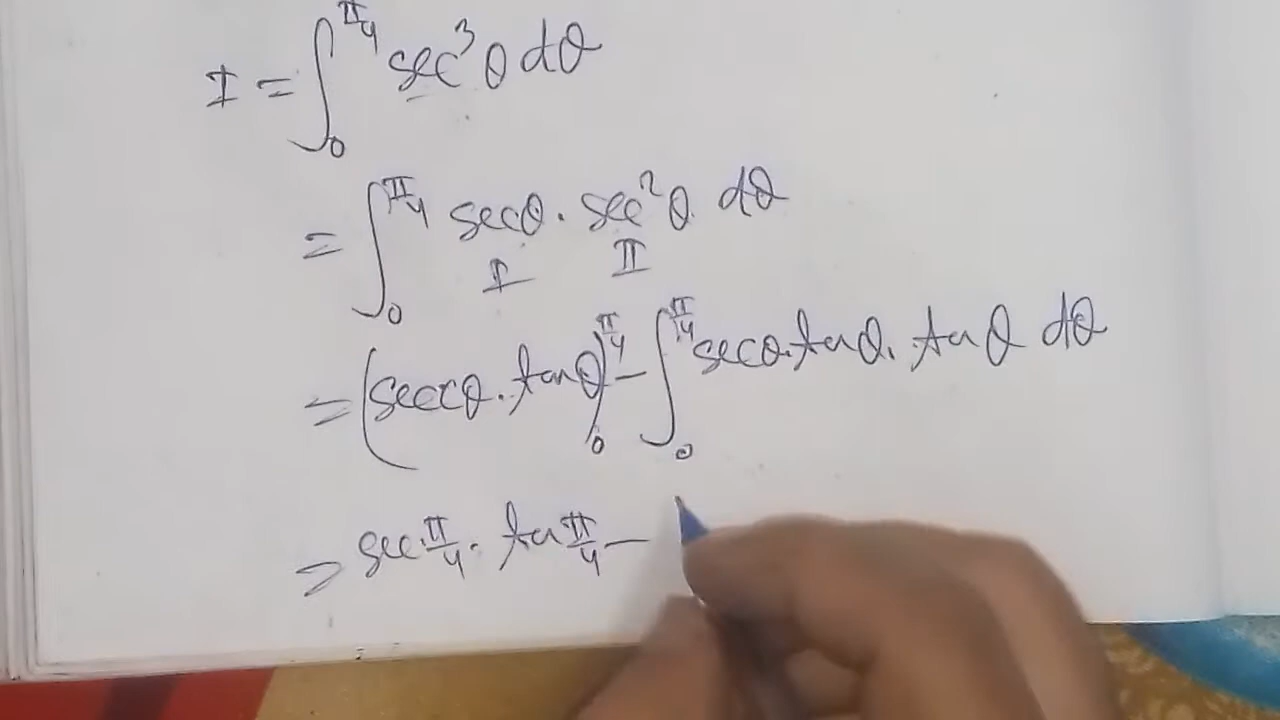 I = ∫₀^{π/4} sec³θ dθ
= ∫₀^{π/4} secθ · sec²θ dθ
I II
= (secθ · tanθ)₀^{π/4} − ∫₀^{π/4} secθ · tanθ · tanθ dθ
= sec π/4 · tan π/4 −